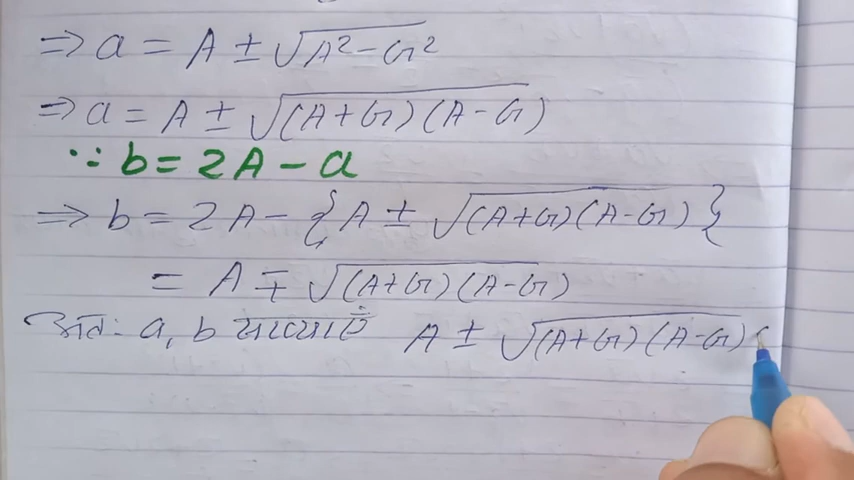 ⇒ a = A ± √A² - G²
⇒ a = A ± √(A+G)(A-G)
∵ b = 2A - a
⇒ b = 2A - {A ± √(A+G)(A-G)}
= A ∓ √(A+G)(A-G)
अतः a, b संख्याएँ A ± √(A+G)(A-G)